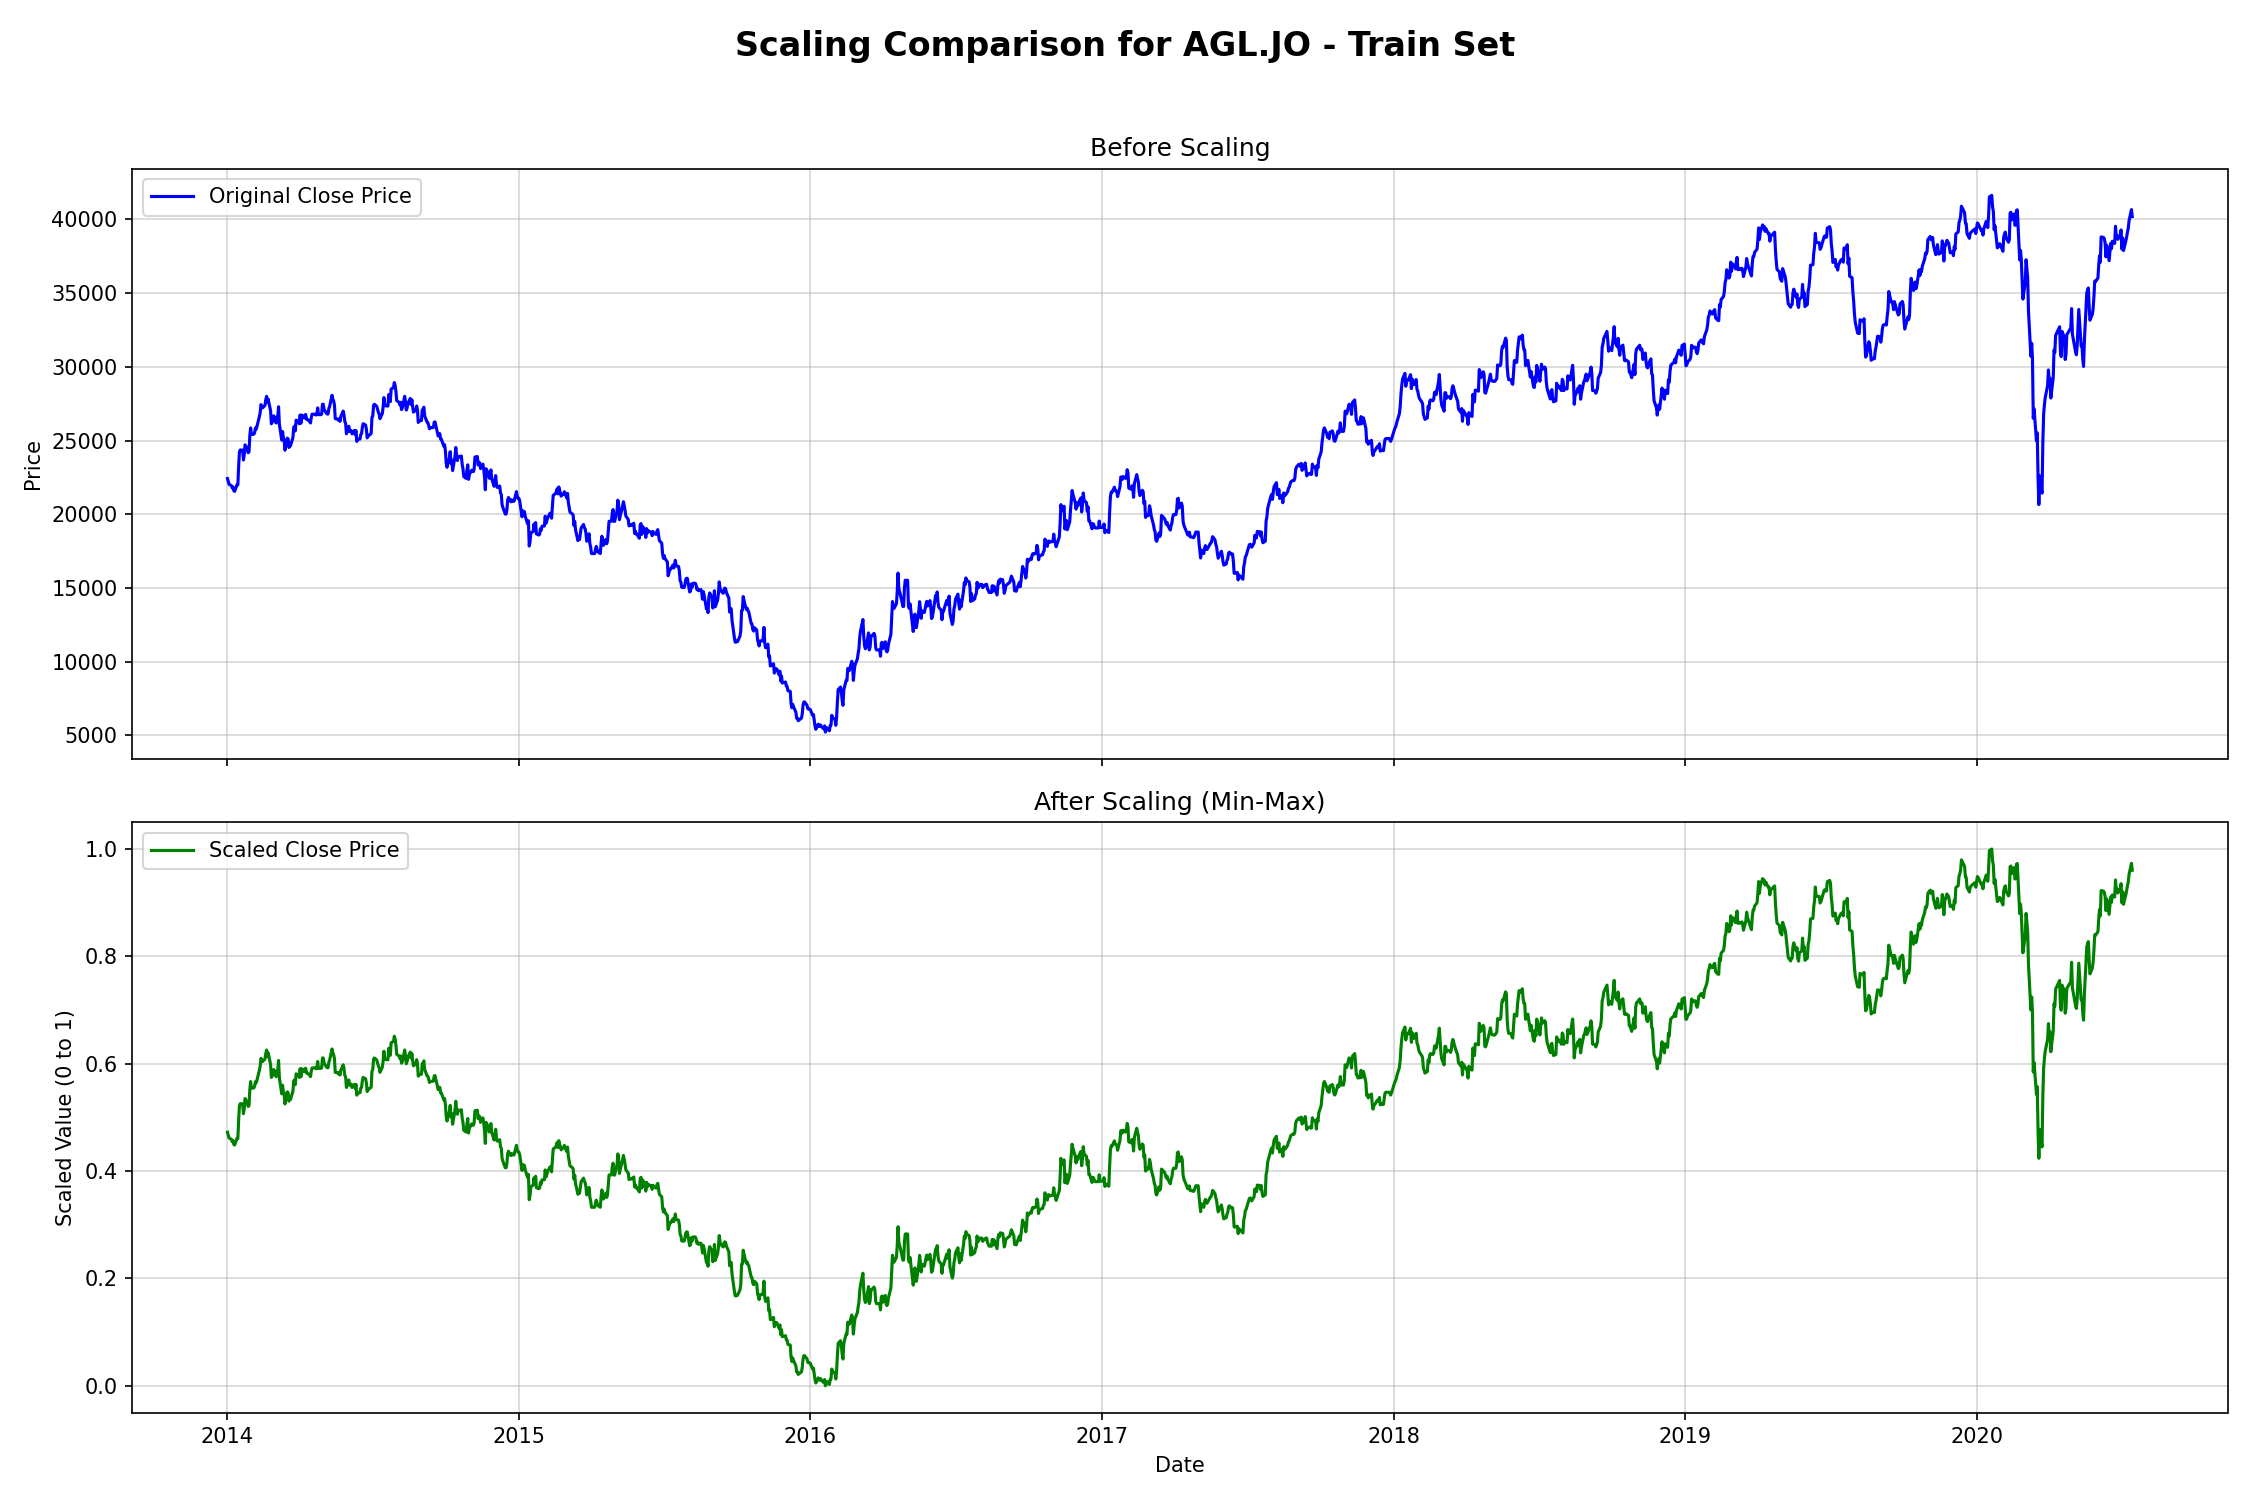 Scaling Comparison for AGL.JO - Train Set
Before Scaling
Original Close Price
40000
35000
30000
25000
20000
15000
10000
5000
Price
After Scaling (Min-Max)
Scaled Close Price
1.0
0.8
0.6
0.4
0.2
0.0
Scaled Value (0 to 1)
2014 2015 2016 2017 2018 2019 2020
Date